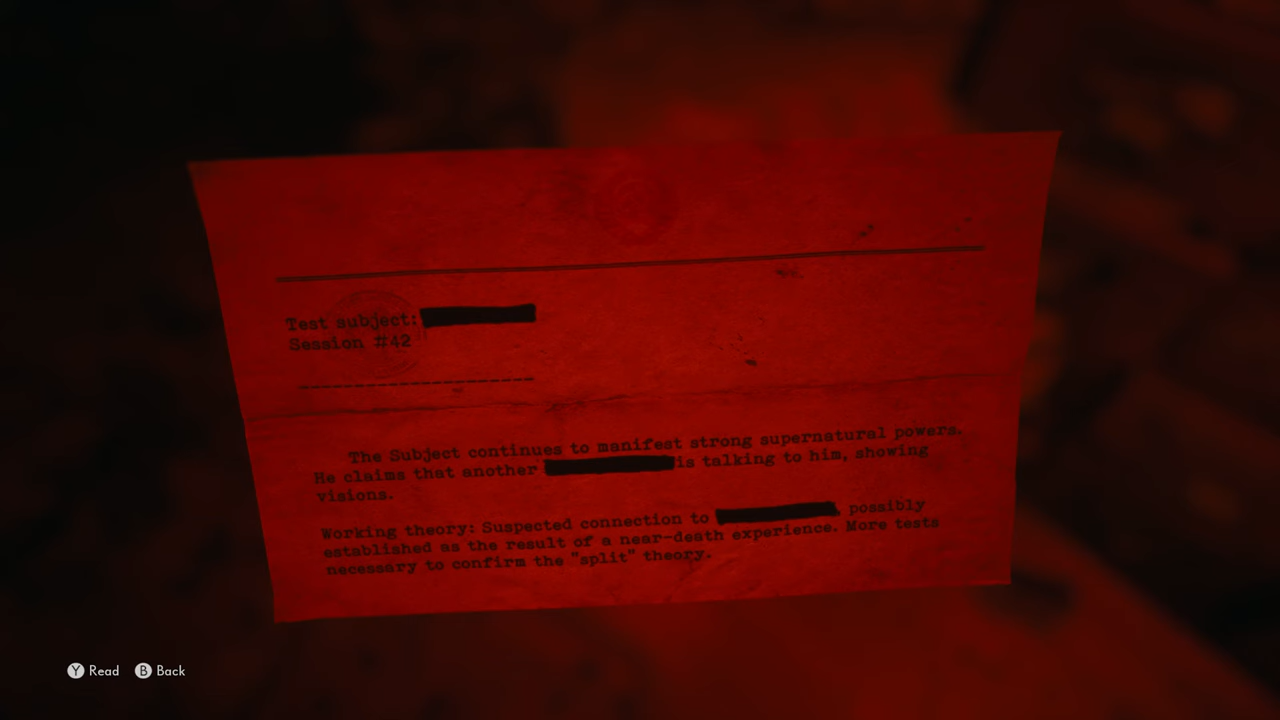 Test subject:
Session #42
The Subject continues to manifest strong supernatural powers.
He claims that another is talking to him, showing
visions.
Working theory: Suspected connection to possibly
established as the result of a near-death experience. More tests
necessary to confirm the "split" theory.
Y Read B Back